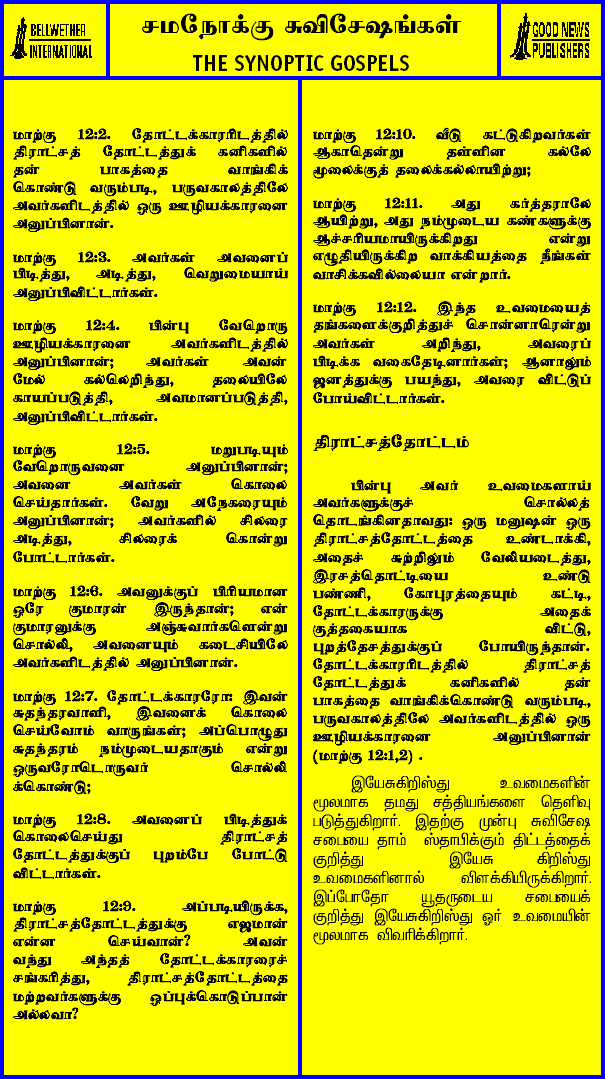 BELLWETHER
INTERNATIONAL
சமநோக்கு சுவிசேஷங்கள்
THE SYNOPTIC GOSPELS
GOOD NEWS
PUBLISHERS
மாற்கு 12:2. தோட்டக்காரரிடத்தில்
திராட்சத் தோட்டத்துக் கனிகளில்
தன் பாகத்தை வாங்கிக்
கொண்டு வரும்படி, பருவகாலத்திலே
அவர்களிடத்தில் ஒரு ஊழியக்காரனை
அனுப்பினான்.
மாற்கு 12:3. அவர்கள் அவனைப்
பிடித்து, அடித்து, வெறுமையாய்
அனுப்பிவிட்டார்கள்.
மாற்கு 12:4. பின்பு வேறொரு
ஊழியக்காரனை அவர்களிடத்தில்
அனுப்பினான்; அவர்கள் அவன்
மேல் கல்லெறிந்து, தலையிலே
காயப்படுத்தி, அவமானப்படுத்தி,
அனுப்பிவிட்டார்கள்.
மாற்கு 12:5. மறுபடியும்
வேறொருவனை அனுப்பினான்;
அவனை அவர்கள் கொலை
செய்தார்கள். வேறு அநேகரையும்
அனுப்பினான்; அவர்களில் சிலரை
அடித்து, சிலரைக் கொன்று
போட்டார்கள்.
மாற்கு 12:6. அவனுக்குப் பிரியமான
ஒரே குமாரன் இருந்தான்; என்
குமாரனுக்கு அஞ்சுவார்களென்று
சொல்லி, அவனையும் கடைசியிலே
அவர்களிடத்தில் அனுப்பினான்.
மாற்கு 12:7. தோட்டக்காரரோ: இவன்
சுதந்தரவாளி, இவனைக் கொலை
செய்வோம் வாருங்கள்; அப்பொழுது
சுதந்தரம் நம்முடையதாகும் என்று
ஒருவரோடொருவர் சொல்லி
க்கொண்டு;
மாற்கு 12:8. அவனைப் பிடித்துக்
கொலைசெய்து திராட்சத்
தோட்டத்துக்குப் புறம்பே போட்டு
விட்டார்கள்.
மாற்கு 12:9. அப்படியிருக்க,
திராட்சத்தோட்டத்துக்கு எஜமான்
என்ன செய்வான்? அவன்
வந்து அந்தத் தோட்டக்காரரைச்
சங்கரித்து, திராட்சத்தோட்டத்தை
மற்றவர்களுக்கு ஒப்புக்கொடுப்பான்
அல்லவா?
மாற்கு 12:10. வீடு கட்டுகிறவர்கள்
ஆகாதென்று தள்ளின கல்லே
மூலைக்குத் தலைக்கல்லாயிற்று;
மாற்கு 12:11. அது கர்த்தராலே
ஆயிற்று, அது நம்முடைய கண்களுக்கு
ஆச்சரியமாயிருக்கிறது என்று
எழுதியிருக்கிற வாக்கியத்தை நீங்கள்
வாசிக்கவில்லையா என்றார்.
மாற்கு 12:12. இந்த உவமையைத்
தங்களைக்குறித்துச் சொன்னாரென்று
அவர்கள் அறிந்து, அவரைப்
பிடிக்க வகைதேடினார்கள்; ஆனாலும்
ஜனத்துக்கு பயந்து, அவரை விட்டுப்
போய்விட்டார்கள்.
திராட்சத்தோட்டம்
பின்பு அவர் உவமைகளாய்
அவர்களுக்குச் சொல்லத்
தொடங்கினதாவது: ஒரு மனுஷன் ஒரு
திராட்சத்தோட்டத்தை உண்டாக்கி,
அதைச் சுற்றிலும் வேலியடைத்து,
இரசத்தொட்டியை உண்டு
பண்ணி, கோபுரத்தையும் கட்டி,
தோட்டக்காரருக்கு அதைக்
குத்தகையாக விட்டு,
புறத்தேசத்துக்குப் போயிருந்தான்.
தோட்டக்காரரிடத்தில் திராட்சத்
தோட்டத்துக் கனிகளில் தன்
பாகத்தை வாங்கிக்கொண்டு வரும்படி,
பருவகாலத்திலே அவர்களிடத்தில் ஒரு
ஊழியக்காரனை அனுப்பினான்
(மாற்கு 12:1,2) .
இயேசுகிறிஸ்து உவமைகளின்
மூலமாக தமது சத்தியங்களை தெளிவு
படுத்துகிறார். இதற்கு முன்பு சுவிசேஷ
சபையை தாம் ஸ்தாபிக்கும் திட்டத்தைக்
குறித்து இயேசு கிறிஸ்து
உவமைகளினால் விளக்கியிருக்கிறார்.
இப்போதோ யூதருடைய சபையைக்
குறித்து இயேசுகிறிஸ்து ஓர் உவமையின்
மூலமாக விவரிக்கிறார்.